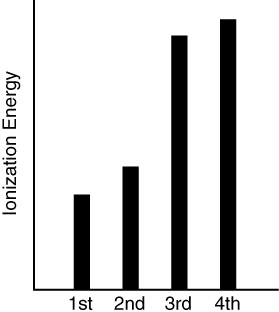 Ionization Energy
1st 2nd 3rd 4th